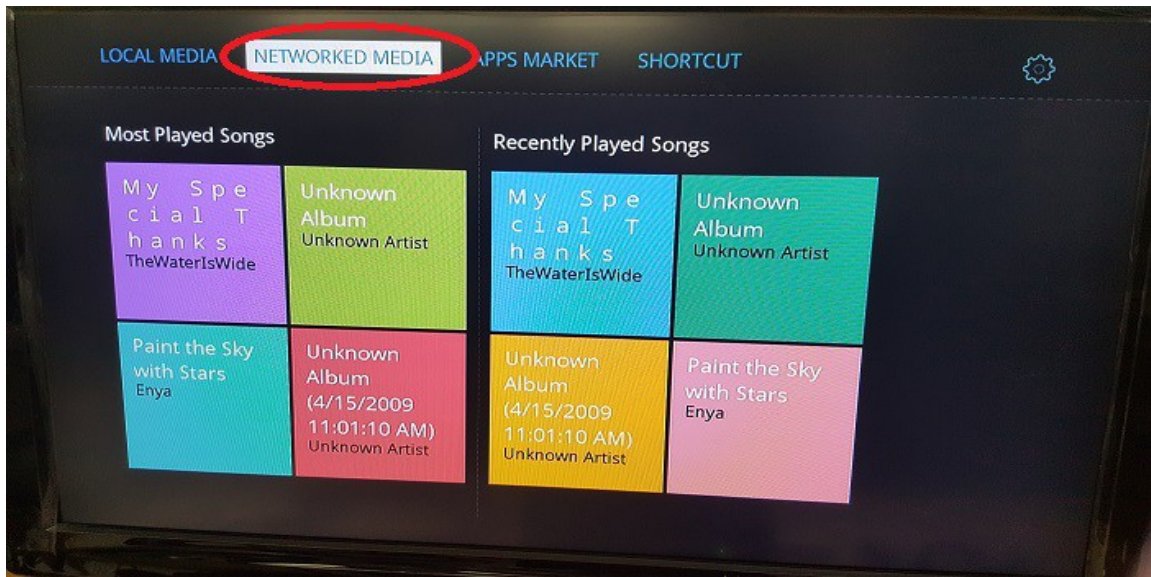 LOCAL MEDIA NETWORKED MEDIA APPS MARKET SHORTCUT
Most Played Songs
My Spe
cial T
hanks
TheWaterIsWide
Unknown
Album
Unknown Artist
Paint the Sky
with Stars
Enya
Unknown
Album
(4/15/2009
11:01:10 AM)
Unknown Artist
Recently Played Songs
My Spe
cial T
hanks
TheWaterIsWide
Unknown
Album
Unknown Artist
Unknown
Album
(4/15/2009
11:01:10 AM)
Unknown Artist
Paint the Sky
with Stars
Enya